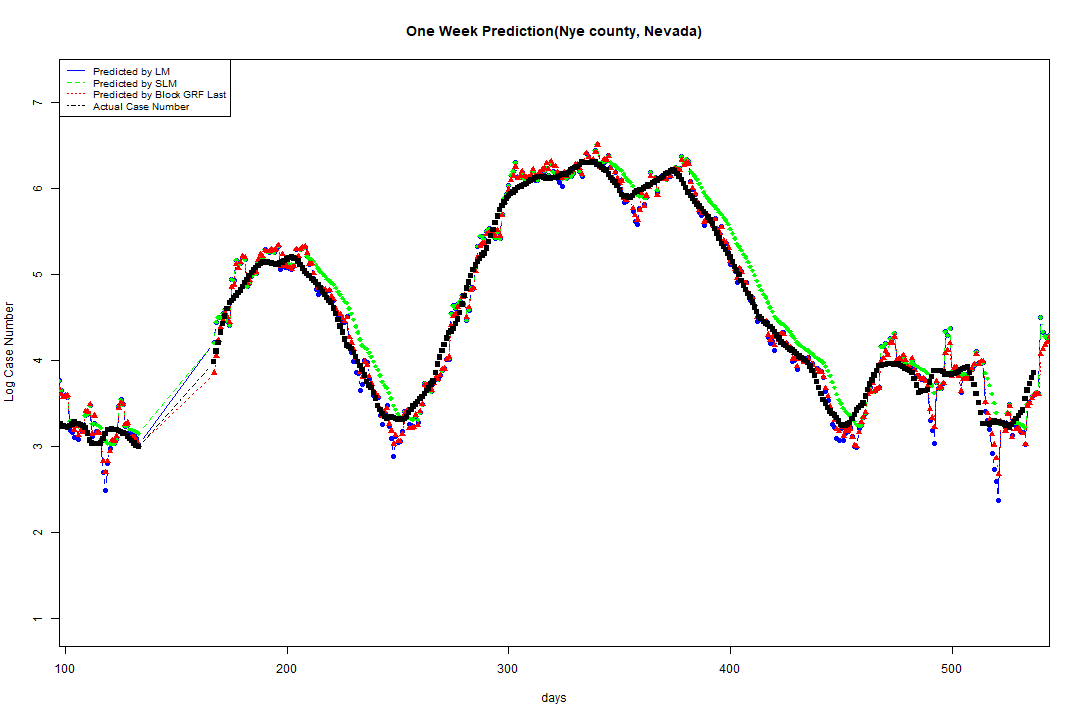 One Week Prediction(Nye county, Nevada)
Predicted by LM
Predicted by SLM
Predicted by Block GRF Last
Actual Case Number
7
6
5
4
3
2
1
Log Case Number
100 200 300 400 500
days